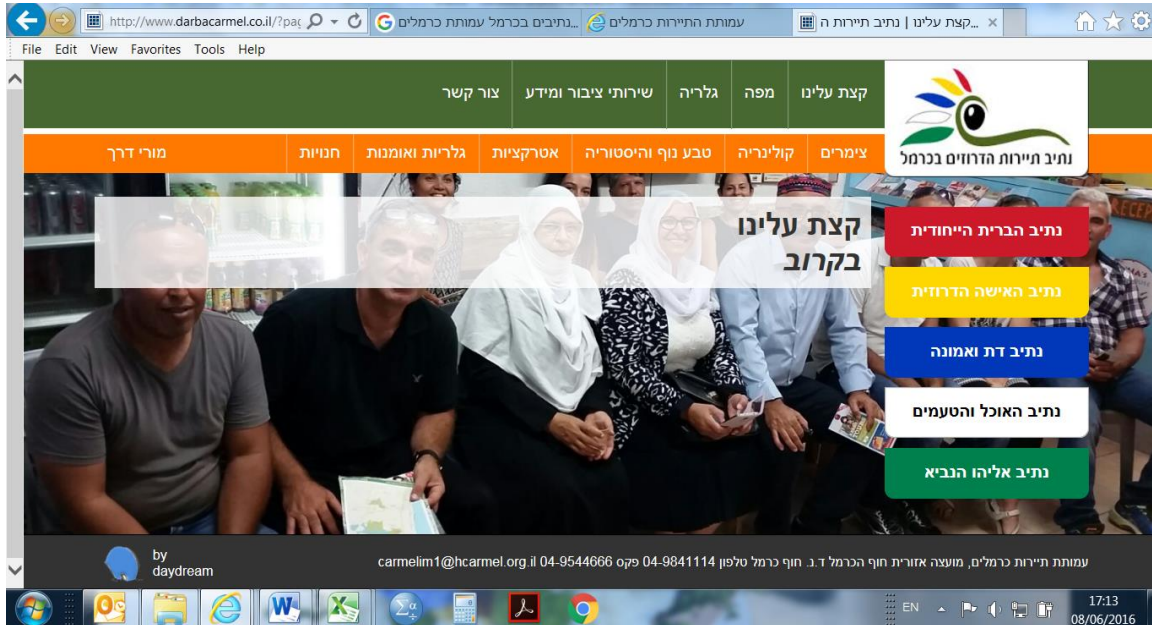 http://www.darbacarmel.co.il/?pag
נתיבים בכרמל עמותת כרמלים...
עמותת התיירות כרמלים
קצת עלינו | נתיב תיירות ה...
File Edit View Favorites Tools Help
קצת עלינו
מפה
גלריה
שירותי ציבור ומידע
צור קשר
נתיב תיירות הדרוזים בכרמל
צימרים
קולינריה
טבע נוף והיסטוריה
אטרקציות
גלריות ואומנות
חנויות
מורי דרך
RECEP
קצת עלינו
בקרוב
נתיב הברית הייחודית
נתיב האישה הדרוזית
נתיב דת ואמונה
נתיב האוכל והטעמים
נתיב אליהו הנביא
עמותת תיירות כרמלים, מועצה אזורית חוף הכרמל ד.נ. חוף כרמל טלפון 04-9841114 פקס 04-9544666 carmelim1@hcarmel.org.il
by
daydream
EN
17:13
08/06/2016